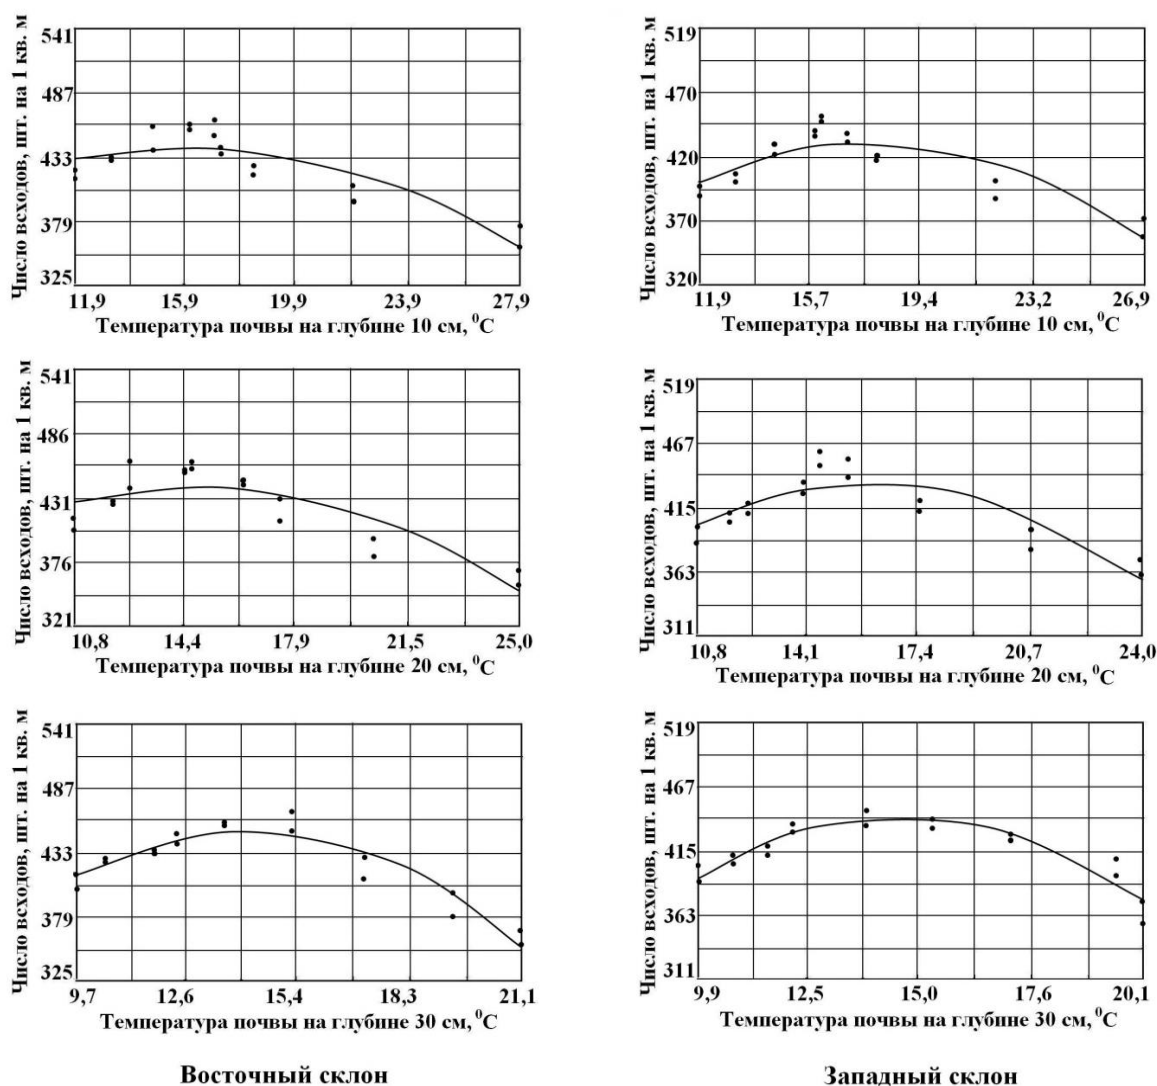 Число всходов, шт. на 1 кв. м
541
487
433
379
325
11,9 15,9 19,9 23,9 27,9
Температура почвы на глубине 10 см, ⁰С
Число всходов, шт. на 1 кв. м
519
470
420
370
320
11,9 15,7 19,4 23,2 26,9
Температура почвы на глубине 10 см, ⁰С
Число всходов, шт. на 1 кв. м
541
486
431
376
321
10,8 14,4 17,9 21,5 25,0
Температура почвы на глубине 20 см, ⁰С
Число всходов, шт. на 1 кв. м
519
467
415
363
311
10,8 14,1 17,4 20,7 24,0
Температура почвы на глубине 20 см, ⁰С
Число всходов, шт. на 1 кв. м
541
487
433
379
325
9,7 12,6 15,4 18,3 21,1
Температура почвы на глубине 30 см, ⁰С
Число всходов, шт. на 1 кв. м
519
467
415
363
311
9,9 12,5 15,0 17,6 20,1
Температура почвы на глубине 30 см, ⁰С
Восточный склон
Западный склон